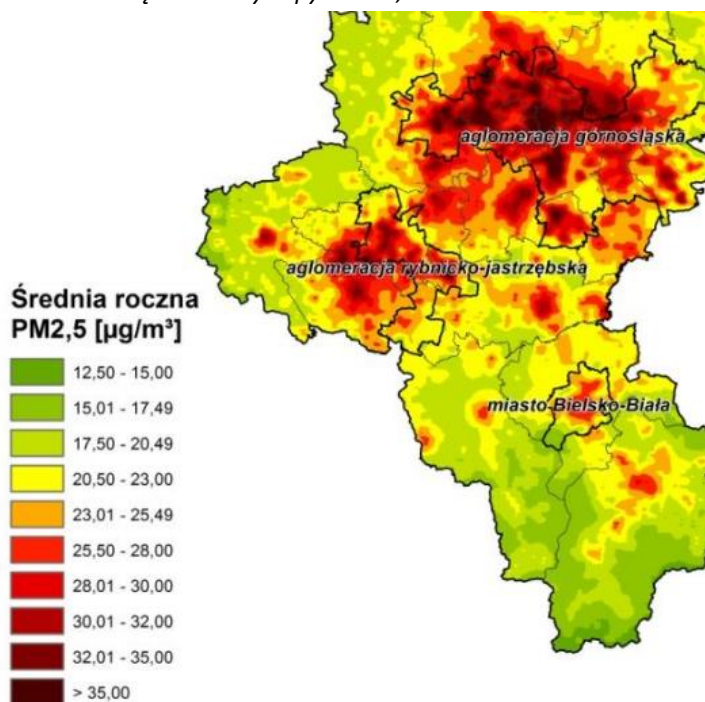 aglomeracja górnośląska
aglomeracja rybnicko-jastrzębska
miasto Bielsko-Biała
Średnia roczna
PM2,5 [µg/m³]
12,50 - 15,00
15,01 - 17,49
17,50 - 20,49
20,50 - 23,00
23,01 - 25,49
25,50 - 28,00
28,01 - 30,00
30,01 - 32,00
32,01 - 35,00
> 35,00